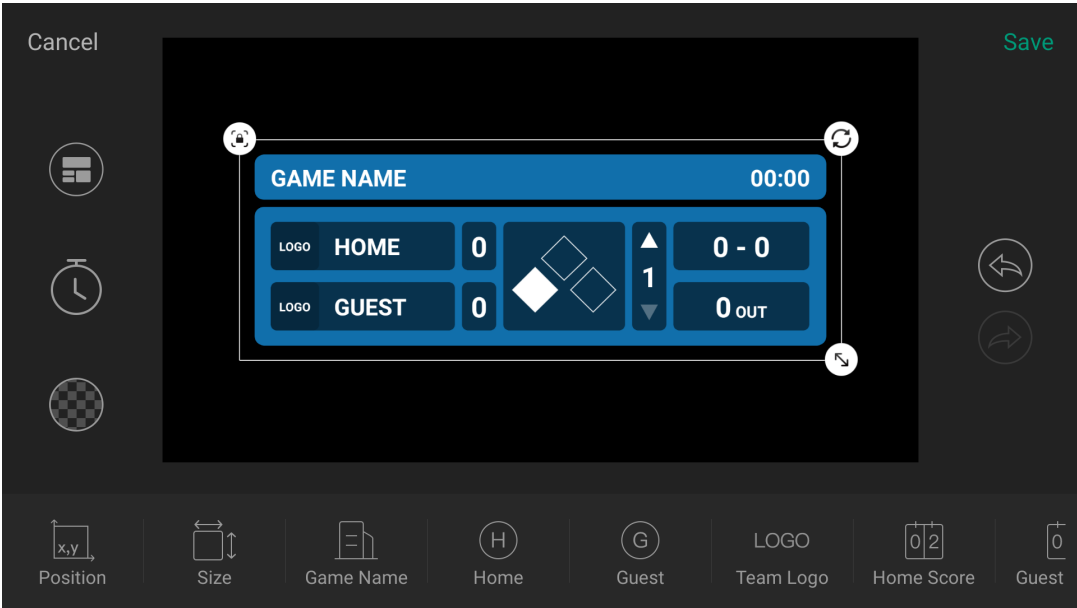 Cancel
Save
GAME NAME 00:00
LOGO HOME 0 1 0 - 0
LOGO GUEST 0 0 OUT
x,y
H
G
LOGO
0 2
0
Position
Size
Game Name
Home
Guest
Team Logo
Home Score
Guest